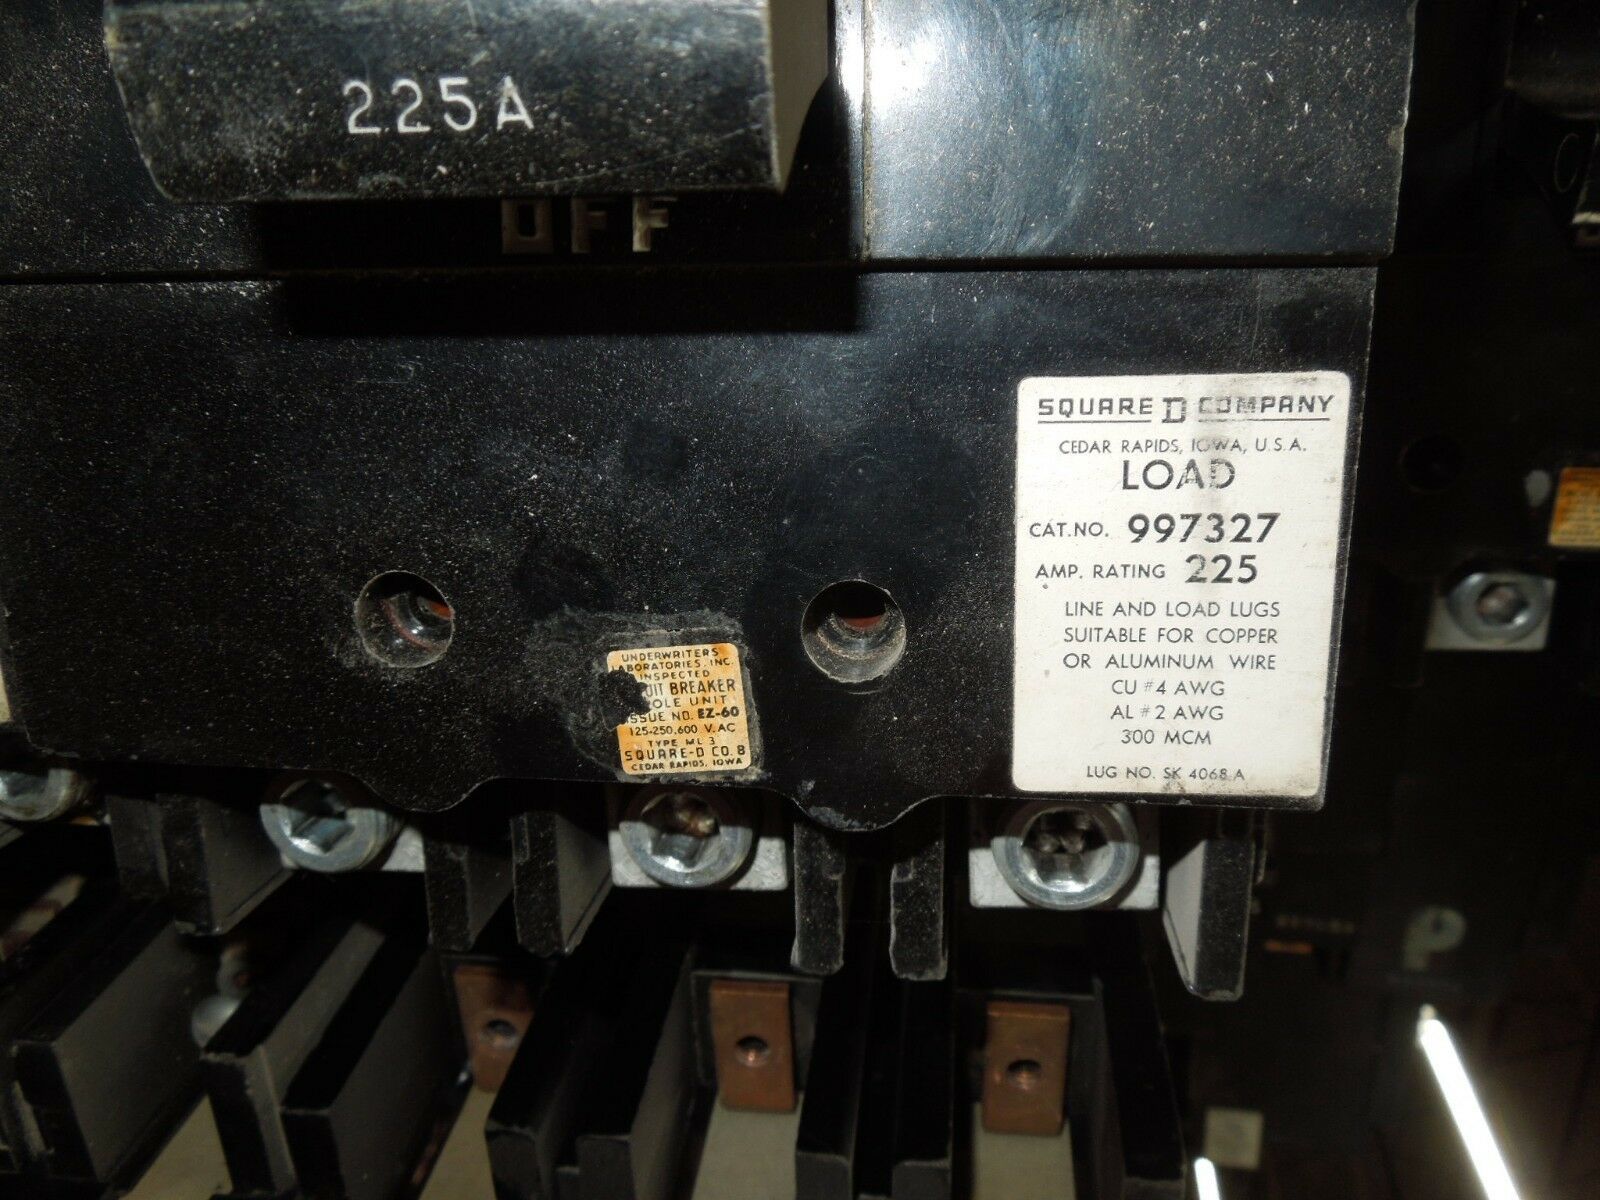 225A
OFF
SQUARE D COMPANY
CEDAR RAPIDS, IOWA, U.S.A.
LOAD
CAT.NO. 997327
AMP. RATING 225
LINE AND LOAD LUGS
SUITABLE FOR COPPER
OR ALUMINUM WIRE
CU #4 AWG
AL #2 AWG
300 MCM
LUG NO. SK 4068 A
UNDERWRITERS
LABORATORIES, INC.
INSPECTED
UIT BREAKER
OLE UNIT
ISSUE NO. EZ-60
125-250,600 V.AC
TYPE ML 3
SQUARE-D CO. 8
CEDAR RAPIDS, IOWA
P